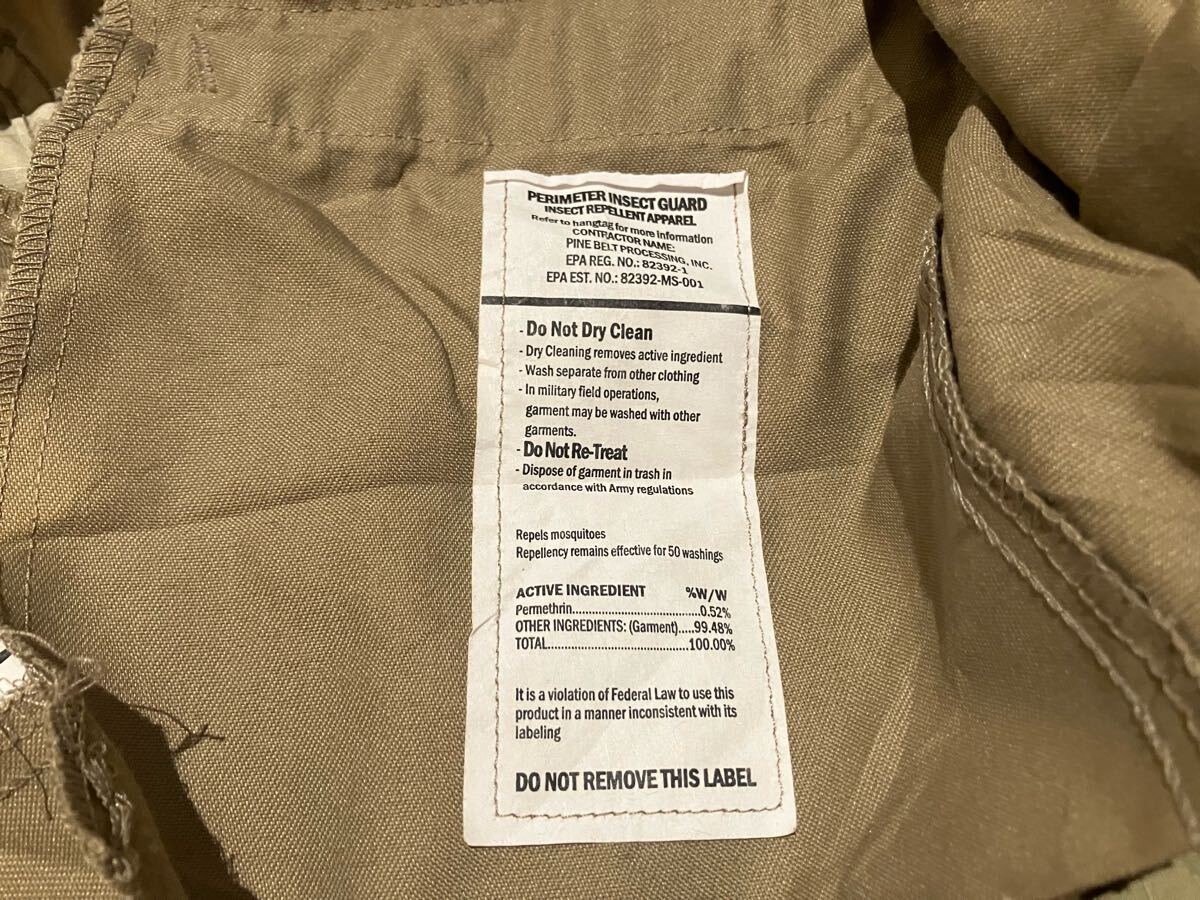 PERIMETER INSECT GUARD
INSECT REPELLENT APPAREL
Refer to hangtag for more information
CONTRACTOR NAME:
PINE BELT PROCESSING, INC.
EPA REG. NO.: 82392-1
EPA EST. NO.: 82392-MS-001
- Do Not Dry Clean
- Dry Cleaning removes active ingredient
- Wash separate from other clothing
- In military field operations,
garment may be washed with other
garments.
- Do Not Re-Treat
- Dispose of garment in trash in
accordance with Army regulations
Repels mosquitoes
Repellency remains effective for 50 washings
ACTIVE INGREDIENT %W/W
Permethrin.....................................0.52%
OTHER INGREDIENTS: (Garment).....99.48%
TOTAL.........................................100.00%
It is a violation of Federal Law to use this
product in a manner inconsistent with its
labeling
DO NOT REMOVE THIS LABEL